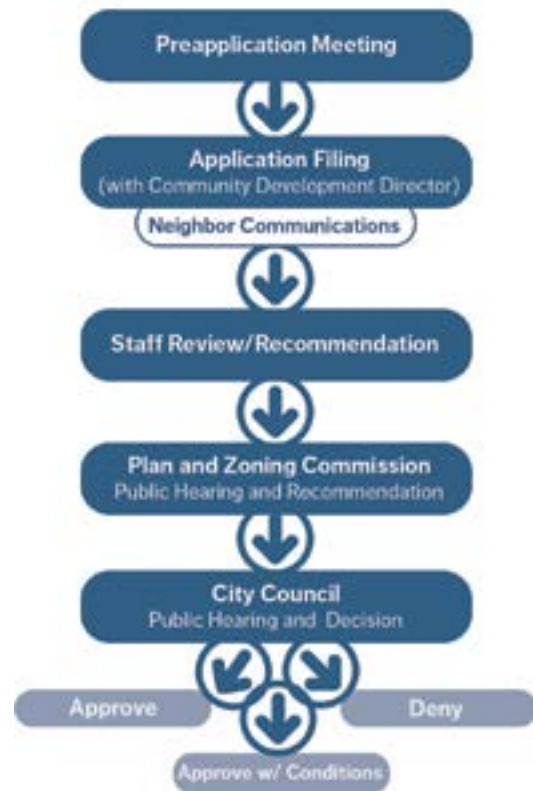 Preapplication Meeting
Application Filing
(with Community Development Director)
Neighbor Communications
Staff Review/Recommendation
Plan and Zoning Commission
Public Hearing and Recommendation
City Council
Public Hearing and Decision
Approve
Deny
Approve w/ Conditions